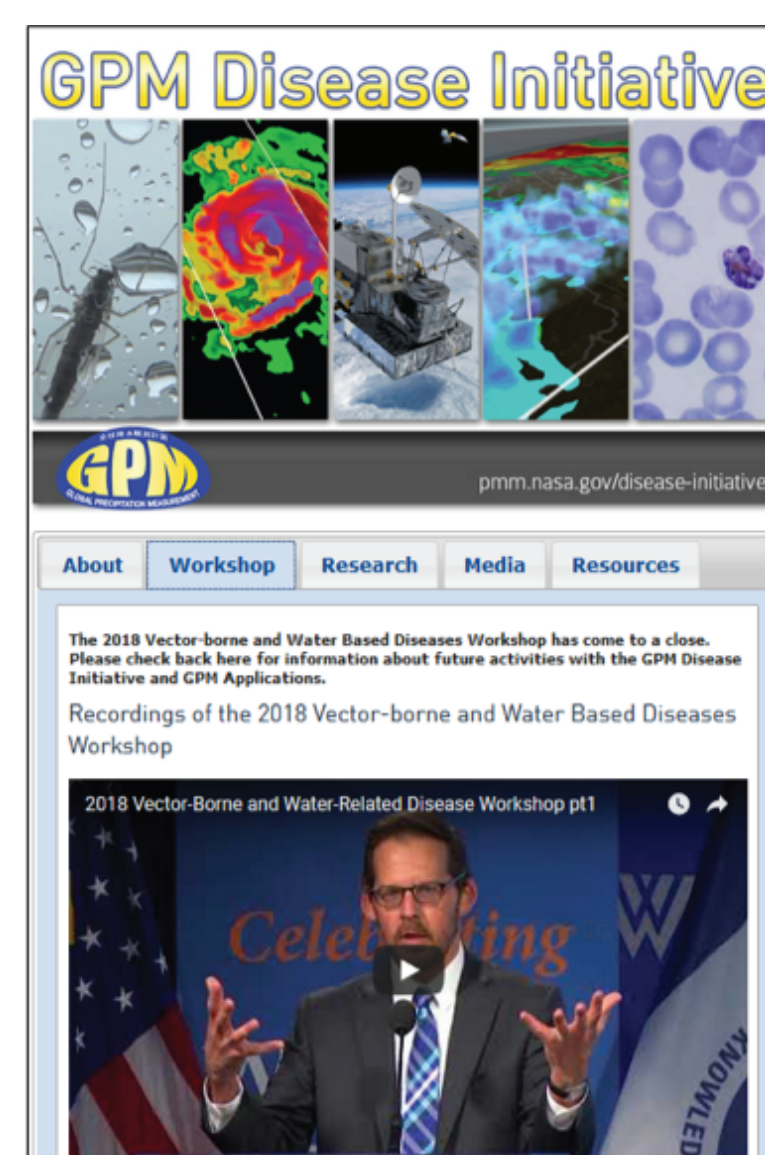 GPM Disease Initiative
GPM
GLOBAL PRECIPITATION MEASUREMENT
pmm.nasa.gov/disease-initiative
About Workshop Research Media Resources
The 2018 Vector-borne and Water Based Diseases Workshop has come to a close.
Please check back here for information about future activities with the GPM Disease
Initiative and GPM Applications.
Recordings of the 2018 Vector-borne and Water Based Diseases
Workshop
2018 Vector-Borne and Water-Related Disease Workshop pt1
W
KNOWLED